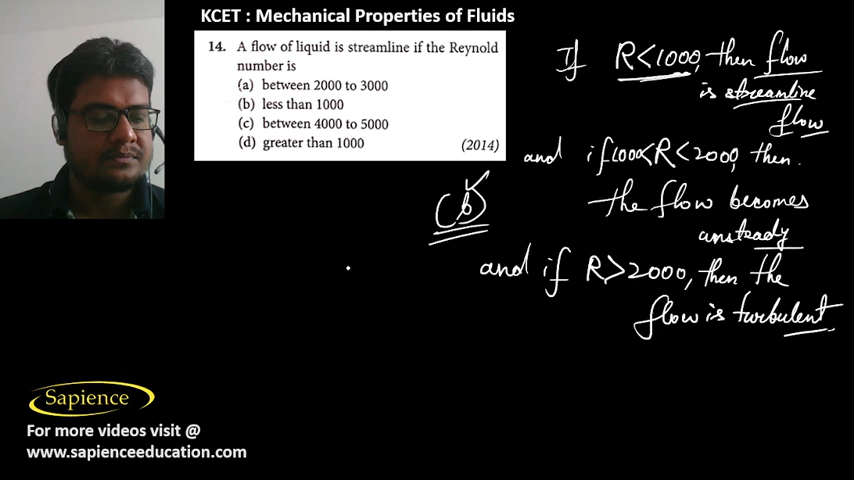 KCET : Mechanical Properties of Fluids
14. A flow of liquid is streamline if the Reynold
number is
(a) between 2000 to 3000
(b) less than 1000
(c) between 4000 to 5000
(d) greater than 1000 (2014)
If R<1000, then flow
is streamline
flow
and if 1000<R<2000, then
the flow becomes
unsteady
(b)
and if R>2000, then the
flow is turbulent
Sapience
For more videos visit @
www.sapienceeducation.com